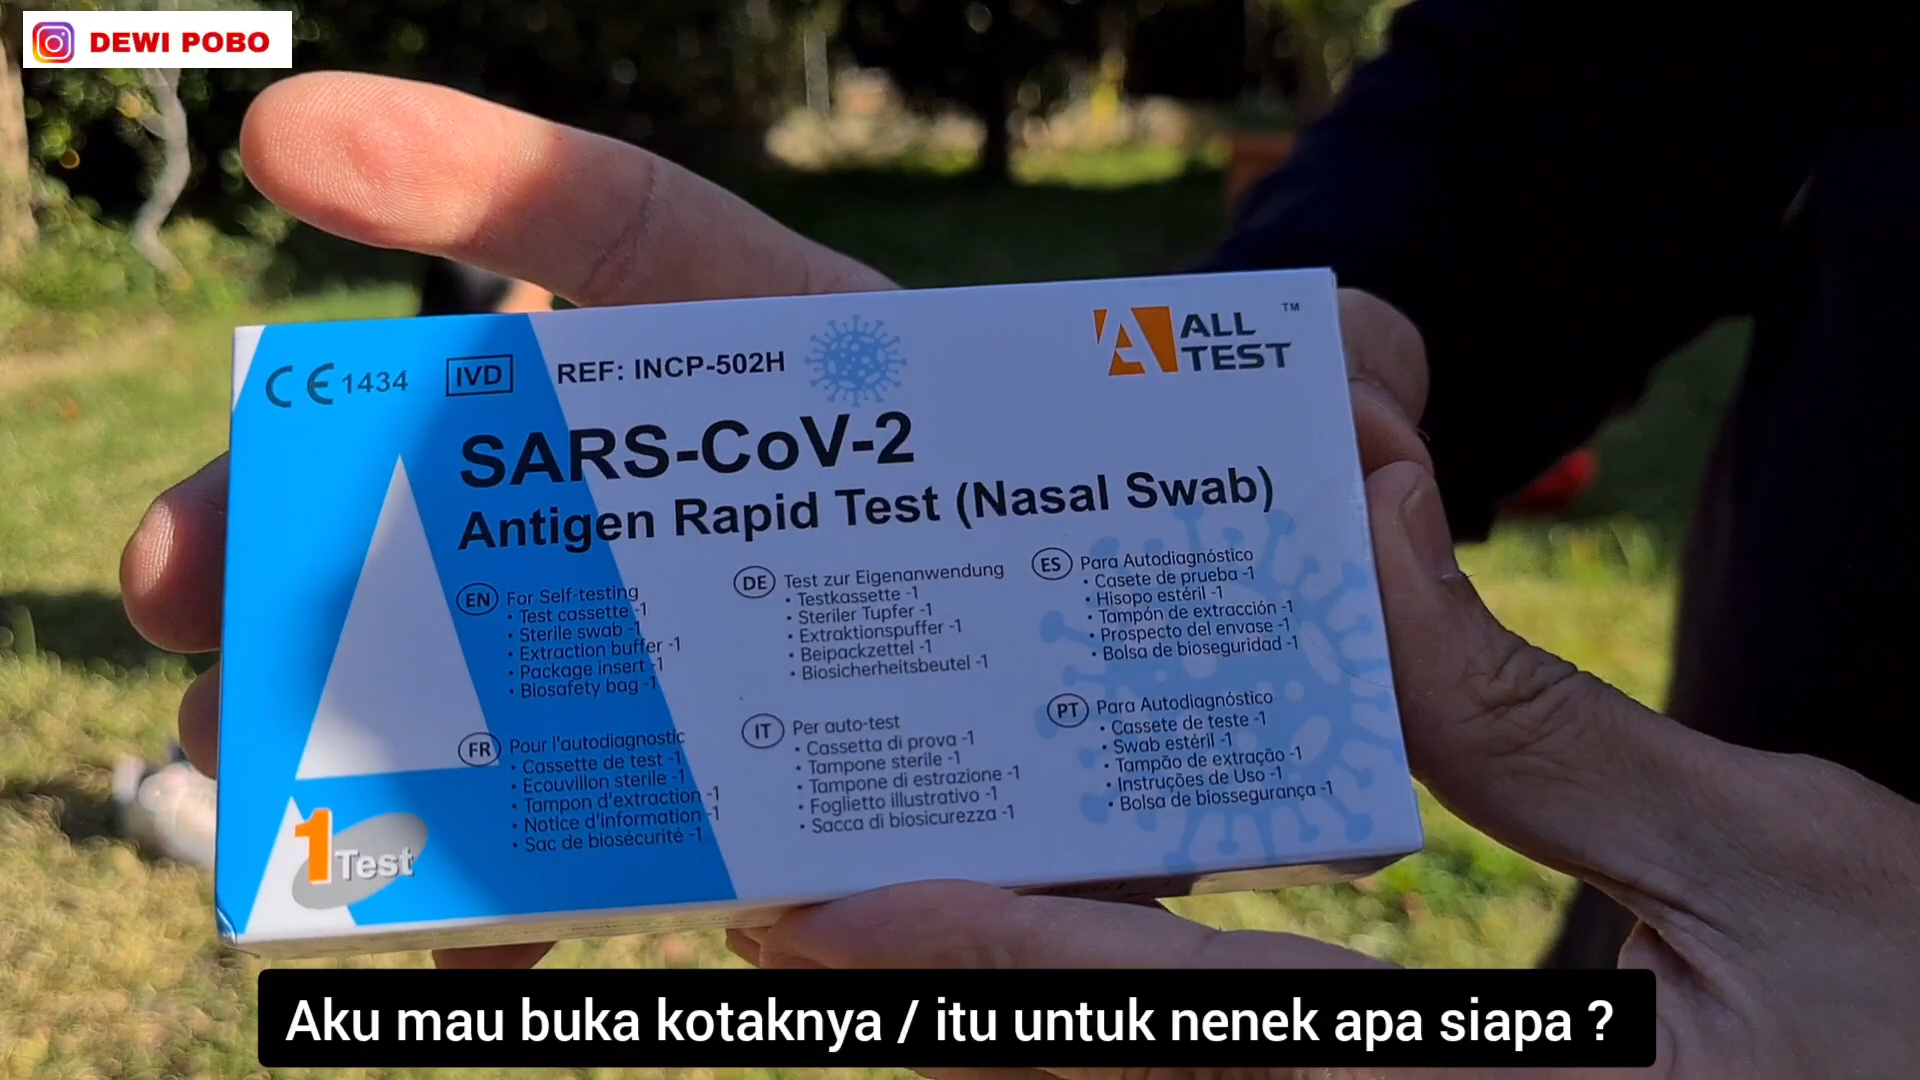 DEWI POBO
CE 1434
IVD
REF: INCP-502H
ALL
TEST
™
SARS-CoV-2
Antigen Rapid Test (Nasal Swab)
EN For Self-testing
• Test cassette -1
• Sterile swab -1
• Extraction buffer -1
• Package insert -1
• Biosafety bag -1
DE Test zur Eigenanwendung
• Testkassette -1
• Steriler Tupfer -1
• Extraktionspuffer -1
• Beipackzettel -1
• Biosicherheitsbeutel -1
ES Para Autodiagnóstico
• Casete de prueba -1
• Hisopo estéril -1
• Tampón de extracción -1
• Prospecto del envase -1
• Bolsa de bioseguridad -1
FR Pour l'autodiagnostic
• Cassette de test -1
• Ecouvillon sterile -1
• Tampon d'extraction -1
• Notice d'information -1
• Sac de biosécurité -1
IT Per auto-test
• Cassetta di prova -1
• Tampone sterile -1
• Tampone di estrazione -1
• Foglietto illustrativo -1
• Sacca di biosicurezza -1
PT Para Autodiagnóstico
• Cassete de teste -1
• Swab estéril -1
• Tampão de extração -1
• Instruções de Uso -1
• Bolsa de biossegurança -1
1 Test
Aku mau buka kotaknya / itu untuk nenek apa siapa ?